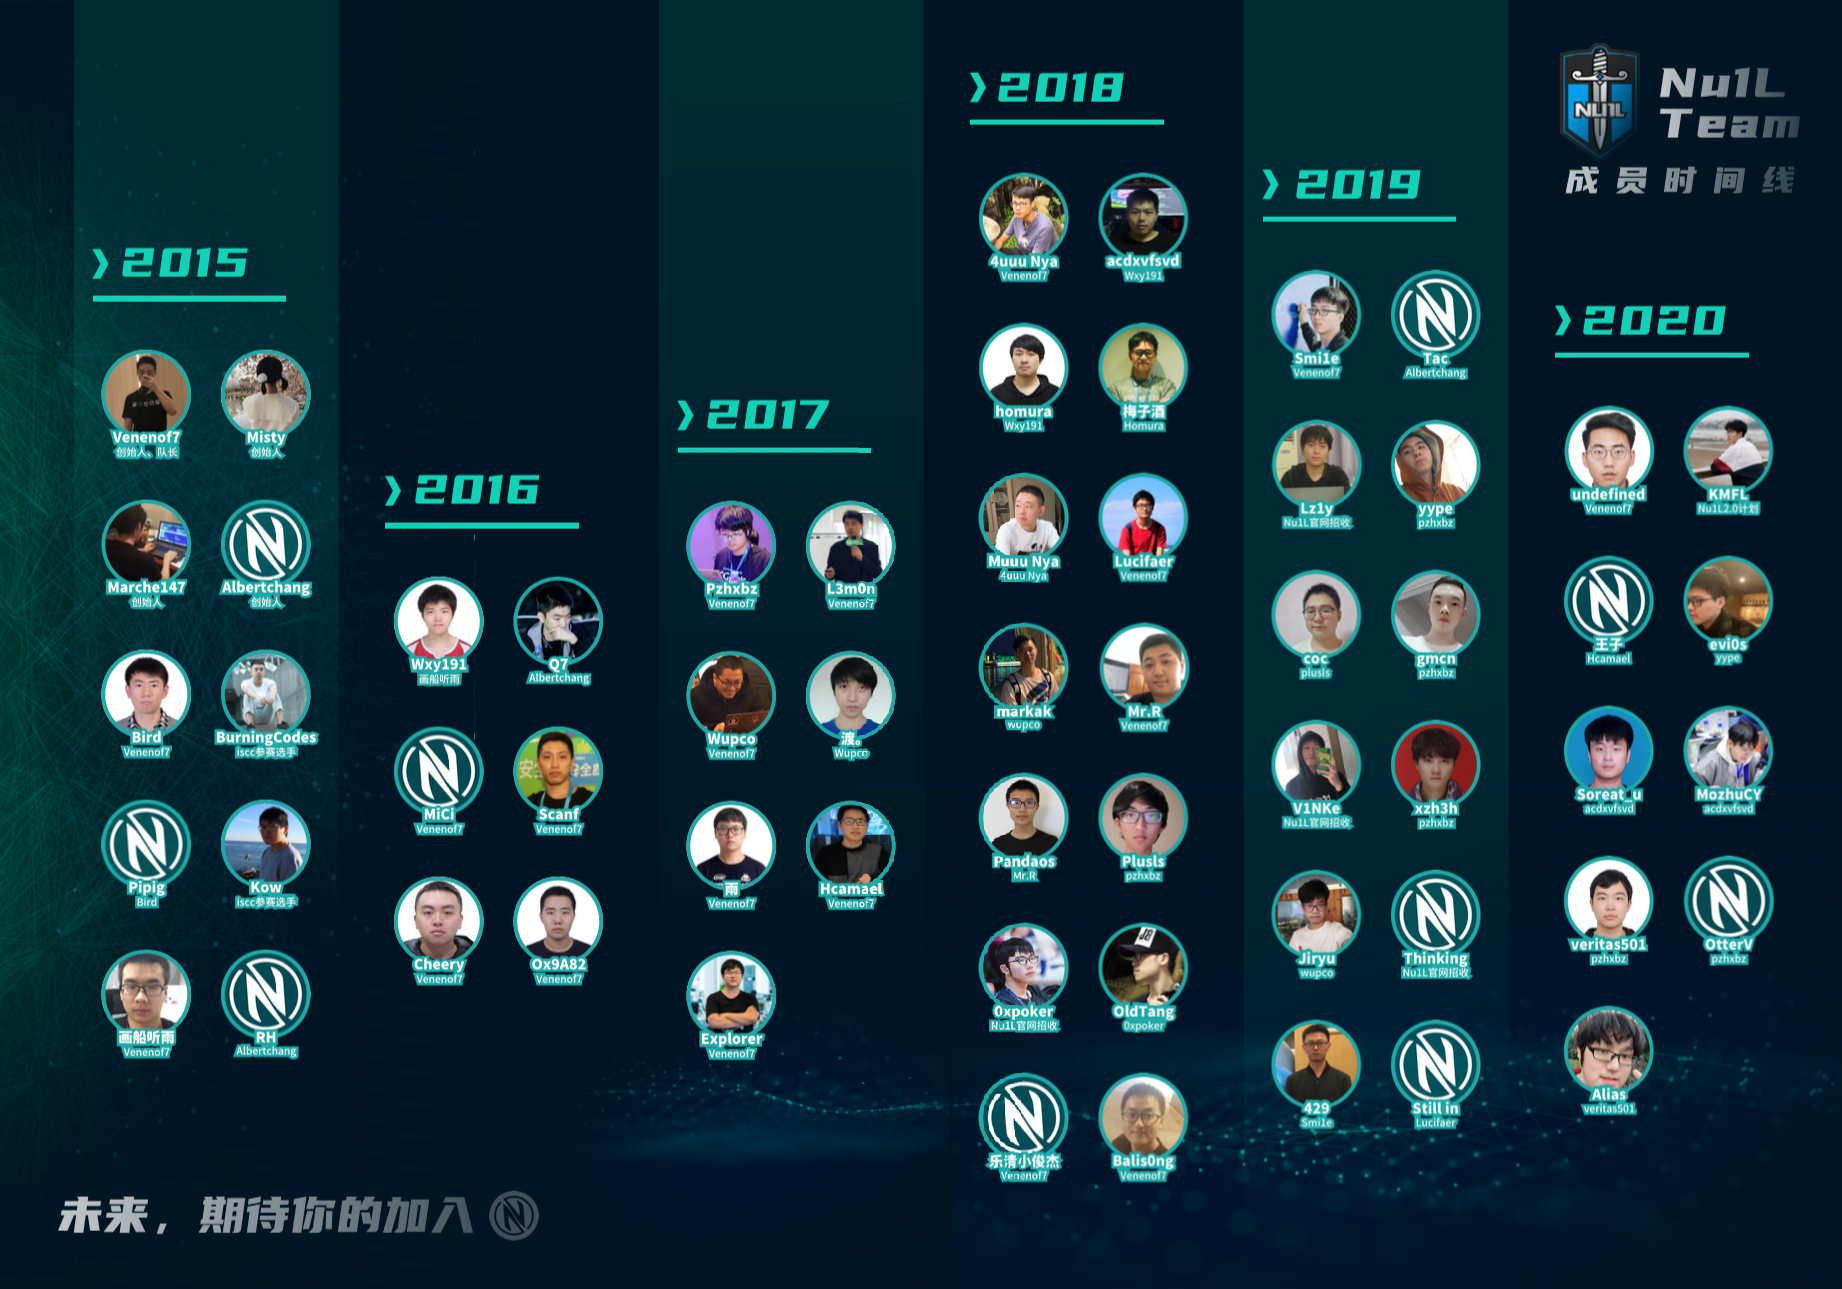 Nu1L
Team
NU1L
成员时间线
2015
Venenof7
创始人、队长
Misty
创始人
Marche147
创始人
Albertchang
创始人
Bird
Venenof7
BurningCodes
iscc参赛选手
Pipig
Bird
Kow
iscc参赛选手
画船听雨
Venenof7
RH
Albertchang
2016
Wxy191
画船听雨
Q7
Albertchang
MiCi
Venenof7
Scanf
Venenof7
Cheery
Venenof7
Ox9A82
Venenof7
2017
Pzhxbz
Venenof7
L3m0n
Venenof7
Wupco
Venenof7
渡。
Wupco
雨
Venenof7
Hcamael
Venenof7
Explorer
Venenof7
2018
4uuu Nya
Venenof7
acdxvfsvd
Wxy191
homura
Wxy191
梅子酒
Homura
Muuu Nya
4uuu Nya
Lucifaer
Venenof7
markak
wupco
Mr.R
Venenof7
Pandaos
Mr.R
Plusls
pzhxbz
0xpoker
Nu1L官网招收
OldTang
0xpoker
乐清小俊杰
Venenof7
Balis0ng
Venenof7
2019
Smi1e
Venenof7
Tac
Albertchang
Lz1y
Nu1L官网招收
yype
pzhxbz
coc
plusls
gmcn
pzhxbz
V1NKe
Nu1L官网招收
xzh3h
pzhxbz
Jiryu
wupco
Thinking
Nu1L官网招收
429
Smi1e
Still in
Lucifaer
2020
undefined
Venenof7
KMFL
Nu1L2.0计划
王子
Hcamael
evi0s
yype
Soreat_u
acdxvfsvd
MozhuCY
acdxvfsvd
veritas501
pzhxbz
OtterV
pzhxbz
Alias
veritas501
未来，期待你的加入